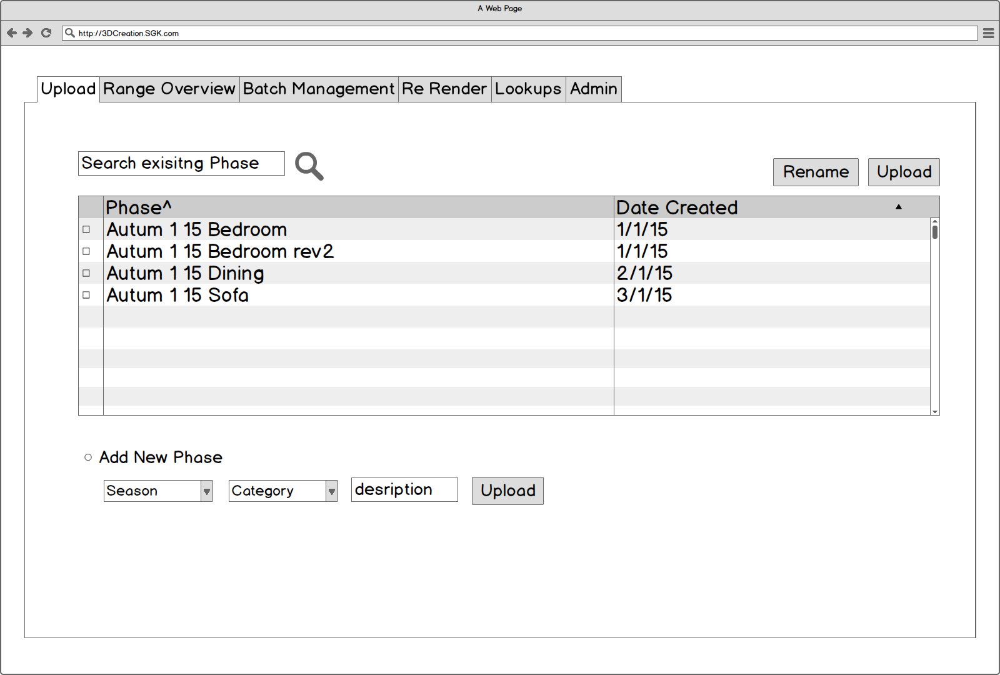 A Web Page
http://3DCreation.SGK.com
Upload Range Overview Batch Management Re Render Lookups Admin
Search exisitng Phase
Rename Upload
Phase^ Date Created
Autum 1 15 Bedroom 1/1/15
Autum 1 15 Bedroom rev2 1/1/15
Autum 1 15 Dining 2/1/15
Autum 1 15 Sofa 3/1/15
Add New Phase
Season Category desription Upload